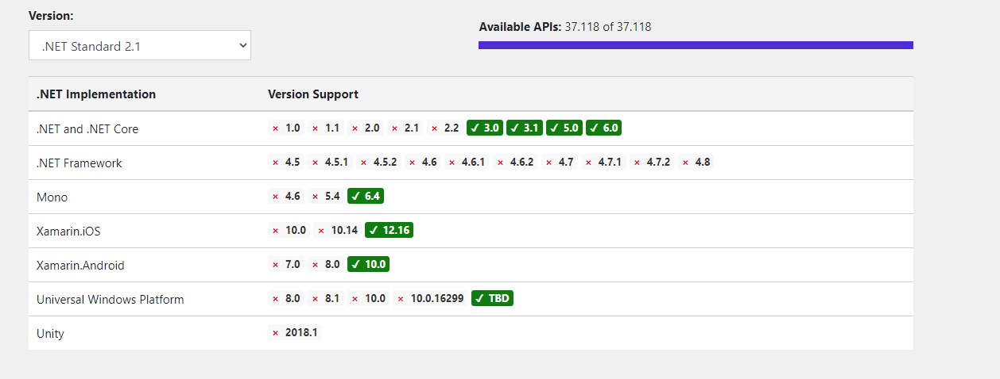 Version:
Available APIs: 37.118 of 37.118
.NET Standard 2.1
.NET Implementation Version Support
.NET and .NET Core × 1.0 × 1.1 × 2.0 × 2.1 × 2.2 ✓ 3.0 ✓ 3.1 ✓ 5.0 ✓ 6.0
.NET Framework × 4.5 × 4.5.1 × 4.5.2 × 4.6 × 4.6.1 × 4.6.2 × 4.7 × 4.7.1 × 4.7.2 × 4.8
Mono × 4.6 × 5.4 ✓ 6.4
Xamarin.iOS × 10.0 × 10.14 ✓ 12.16
Xamarin.Android × 7.0 × 8.0 ✓ 10.0
Universal Windows Platform × 8.0 × 8.1 × 10.0 × 10.0.16299 ✓ TBD
Unity × 2018.1